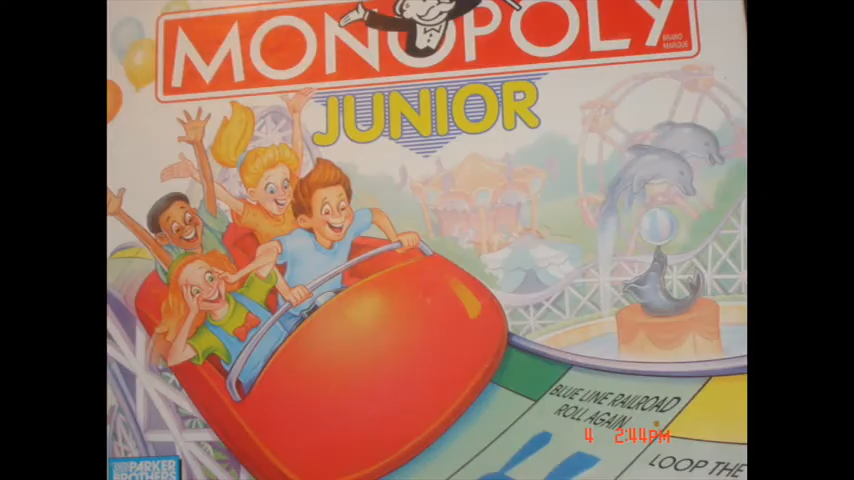 MONOPOLY
BRAND
MARQUE
JUNIOR
BLUE LINE RAILROAD
ROLL AGAIN
4 2:44PM
LOOP THE
PARKER
BROTHERS